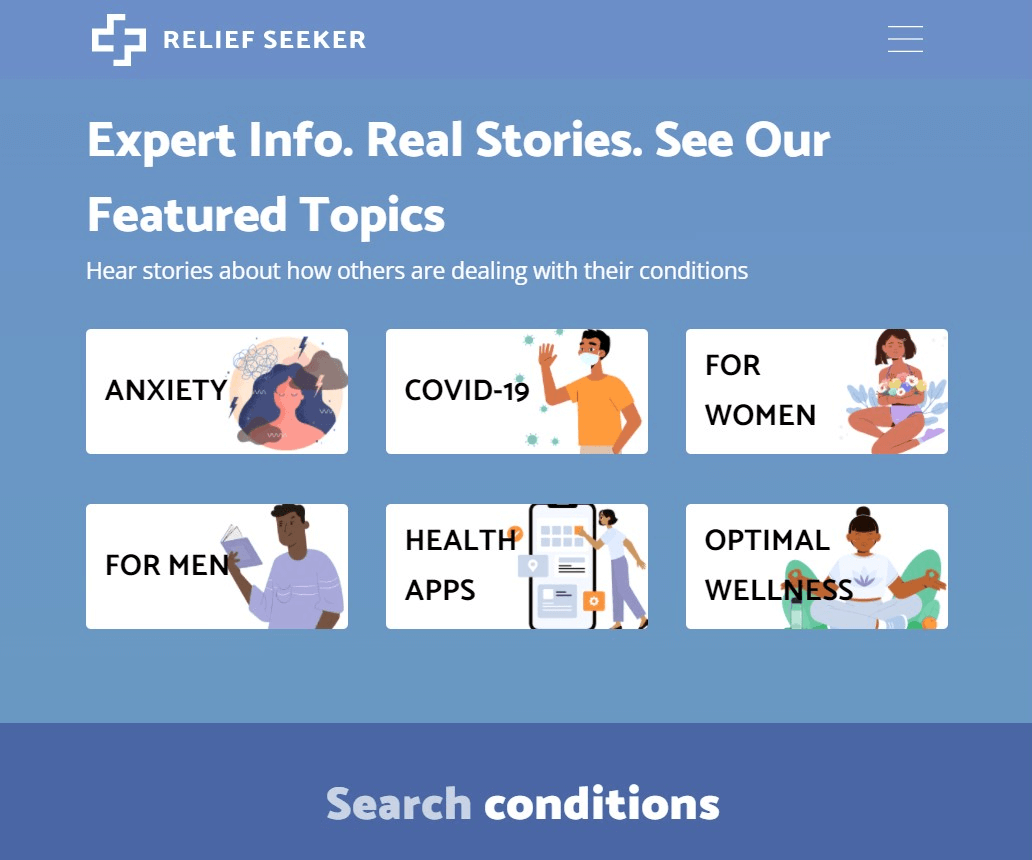 RELIEF SEEKER
Expert Info. Real Stories. See Our
Featured Topics
Hear stories about how others are dealing with their conditions
ANXIETY
COVID-19
FOR
WOMEN
FOR MEN
HEALTH
APPS
OPTIMAL
WELLNESS
Search conditions